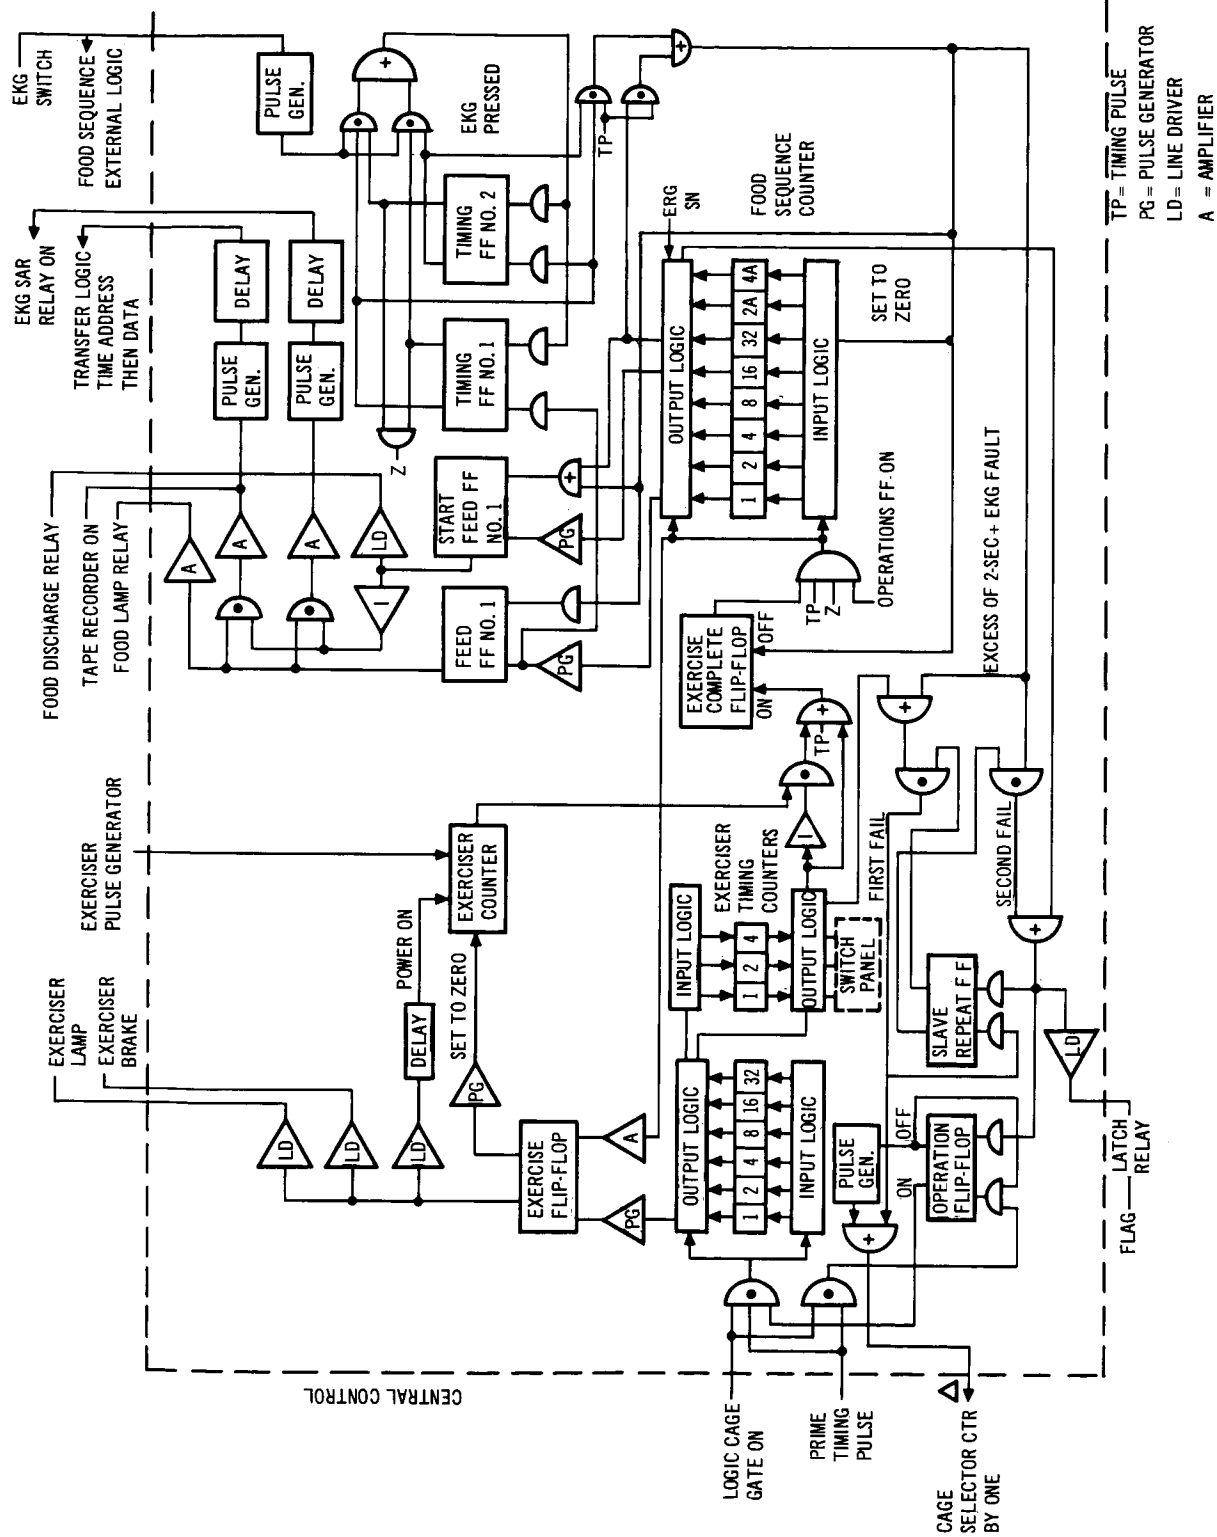 EKG
SWITCH
FOOD SEQUENCE
EXTERNAL LOGIC
EKG SAR
RELAY ON
TRANSFER LOGIC
TIME ADDRESS
THEN DATA
FOOD DISCHARGE RELAY
TAPE RECORDER ON
FOOD LAMP RELAY
EXERCISER
PULSE GENERATOR
EXERCISER
LAMP
EXERCISER
BRAKE
PULSE
GEN.
+
EKG
PRESSED
TP
+
DELAY
DELAY
PULSE
GEN.
PULSE
GEN.
TIMING
FF NO. 2
TIMING
FF NO. 1
Z
A
A
A
LD
I
START
FEED FF
NO. 1
FEED
FF NO. 1
+
PG
PG
ERG
SN
FOOD
SEQUENCE
COUNTER
OUTPUT LOGIC
1 2 4 8 16 32 2A 4A
INPUT LOGIC
SET TO
ZERO
TP
Z
OPERATIONS FF-ON
EXERCISE
COMPLETE
FLIP-FLOP
OFF
ON
+
TP
I
EXCESS OF 2-SEC + EKG FAULT
+
FIRST FAIL
SECOND FAIL
+
POWER ON
EXERCISER
COUNTER
SET TO ZERO
DELAY
PG
LD
LD
LD
EXERCISE
FLIP-FLOP
A
PG
EXERCISER
TIMING
COUNTERS
INPUT LOGIC
1 2 4
OUTPUT LOGIC
SWITCH
PANEL
OUTPUT LOGIC
1 2 4 8 16 32
INPUT LOGIC
PULSE
GEN.
+
ON
OFF
OPERATION
FLIP-FLOP
SLAVE
REPEAT F F
LD
LATCH
RELAY
FLAG
CENTRAL CONTROL
LOGIC CAGE
GATE ON
PRIME
TIMING
PULSE
CAGE
SELECTOR CTR
BY ONE
TP = TIMING PULSE
PG = PULSE GENERATOR
LD = LINE DRIVER
A = AMPLIFIER